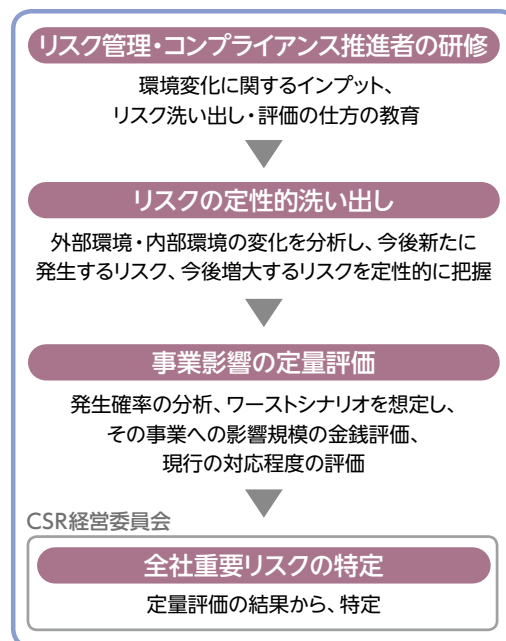 リスク管理・コンプライアンス推進者の研修
環境変化に関するインプット、
リスク洗い出し・評価の仕方の教育
リスクの定性的洗い出し
外部環境・内部環境の変化を分析し、今後新たに
発生するリスク、今後増大するリスクを定性的に把握
事業影響の定量評価
発生確率の分析、ワーストシナリオを想定し、
その事業への影響規模の金銭評価、
現行の対応程度の評価
CSR経営委員会
全社重要リスクの特定
定量評価の結果から、特定